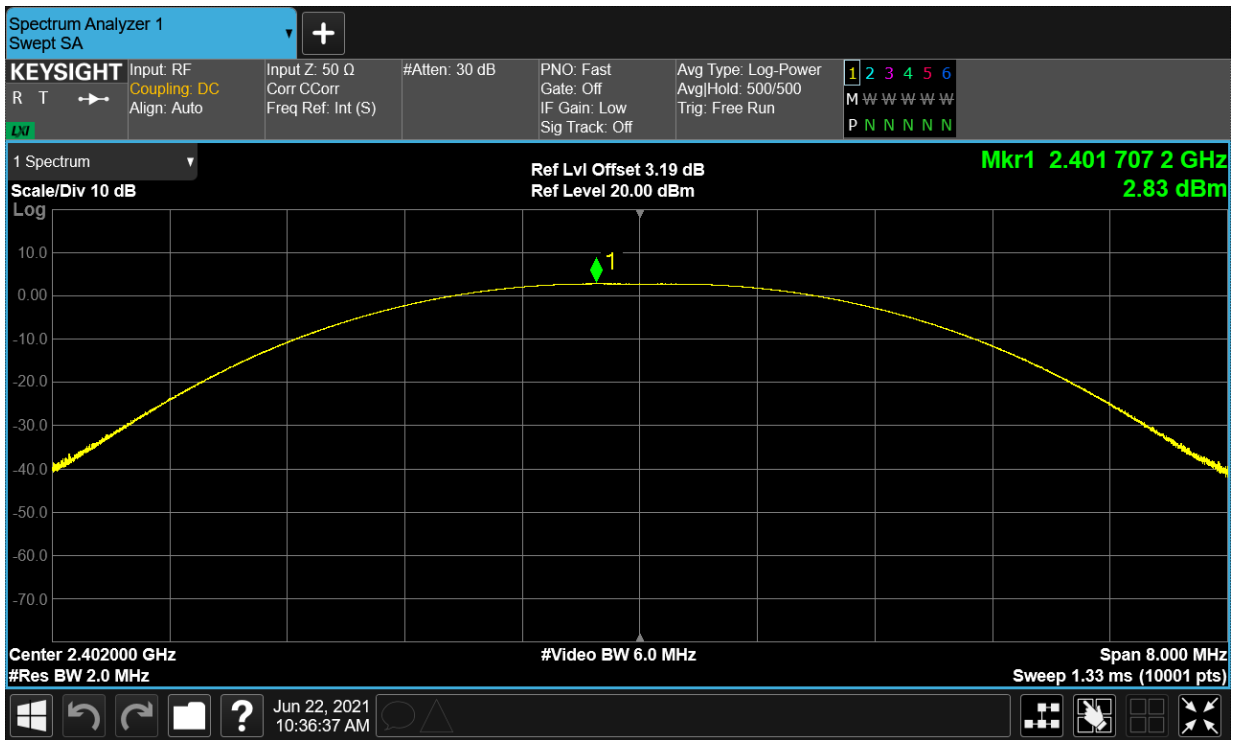 Spectrum Analyzer 1
Swept SA
▼
+
KEYSIGHT
R T
LXI
Input: RF
Coupling: DC
Align: Auto
Input Z: 50 Ω
Corr CCorr
Freq Ref: Int (S)
#Atten: 30 dB
PNO: Fast
Gate: Off
IF Gain: Low
Sig Track: Off
Avg Type: Log-Power
Avg|Hold: 500/500
Trig: Free Run
1 2 3 4 5 6
M W W W W W
P N N N N N
1 Spectrum ▼
Scale/Div 10 dB
Log
Ref Lvl Offset 3.19 dB
Ref Level 20.00 dBm
Mkr1 2.401 707 2 GHz
2.83 dBm
1
10.0
0.00
-10.0
-20.0
-30.0
-40.0
-50.0
-60.0
-70.0
Center 2.402000 GHz
#Res BW 2.0 MHz
#Video BW 6.0 MHz
Span 8.000 MHz
Sweep 1.33 ms (10001 pts)
?
Jun 22, 2021
10:36:37 AM